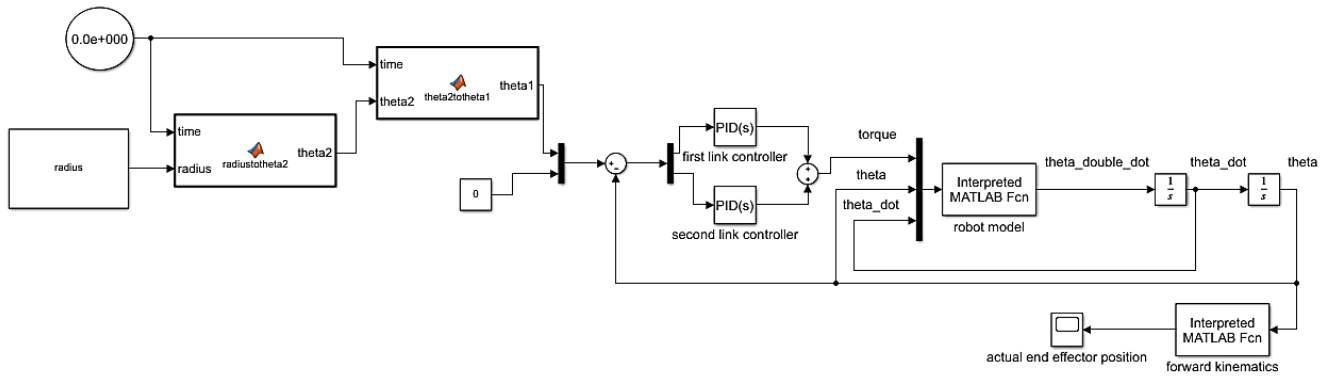 0.0e+000
time
theta2
theta1
theta2totheta1
radius
time
radius
theta2
radiustotheta2
0
+
-
PID(s)
first link controller
PID(s)
second link controller
+
+
torque
theta
theta_dot
Interpreted
MATLAB Fcn
robot model
theta_double_dot
1
s
theta_dot
1
s
theta
actual end effector position
Interpreted
MATLAB Fcn
forward kinematics